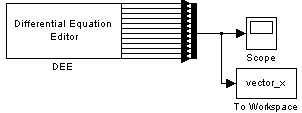 Differential Equation
Editor
DEE
Scope
vector_x
To Workspace